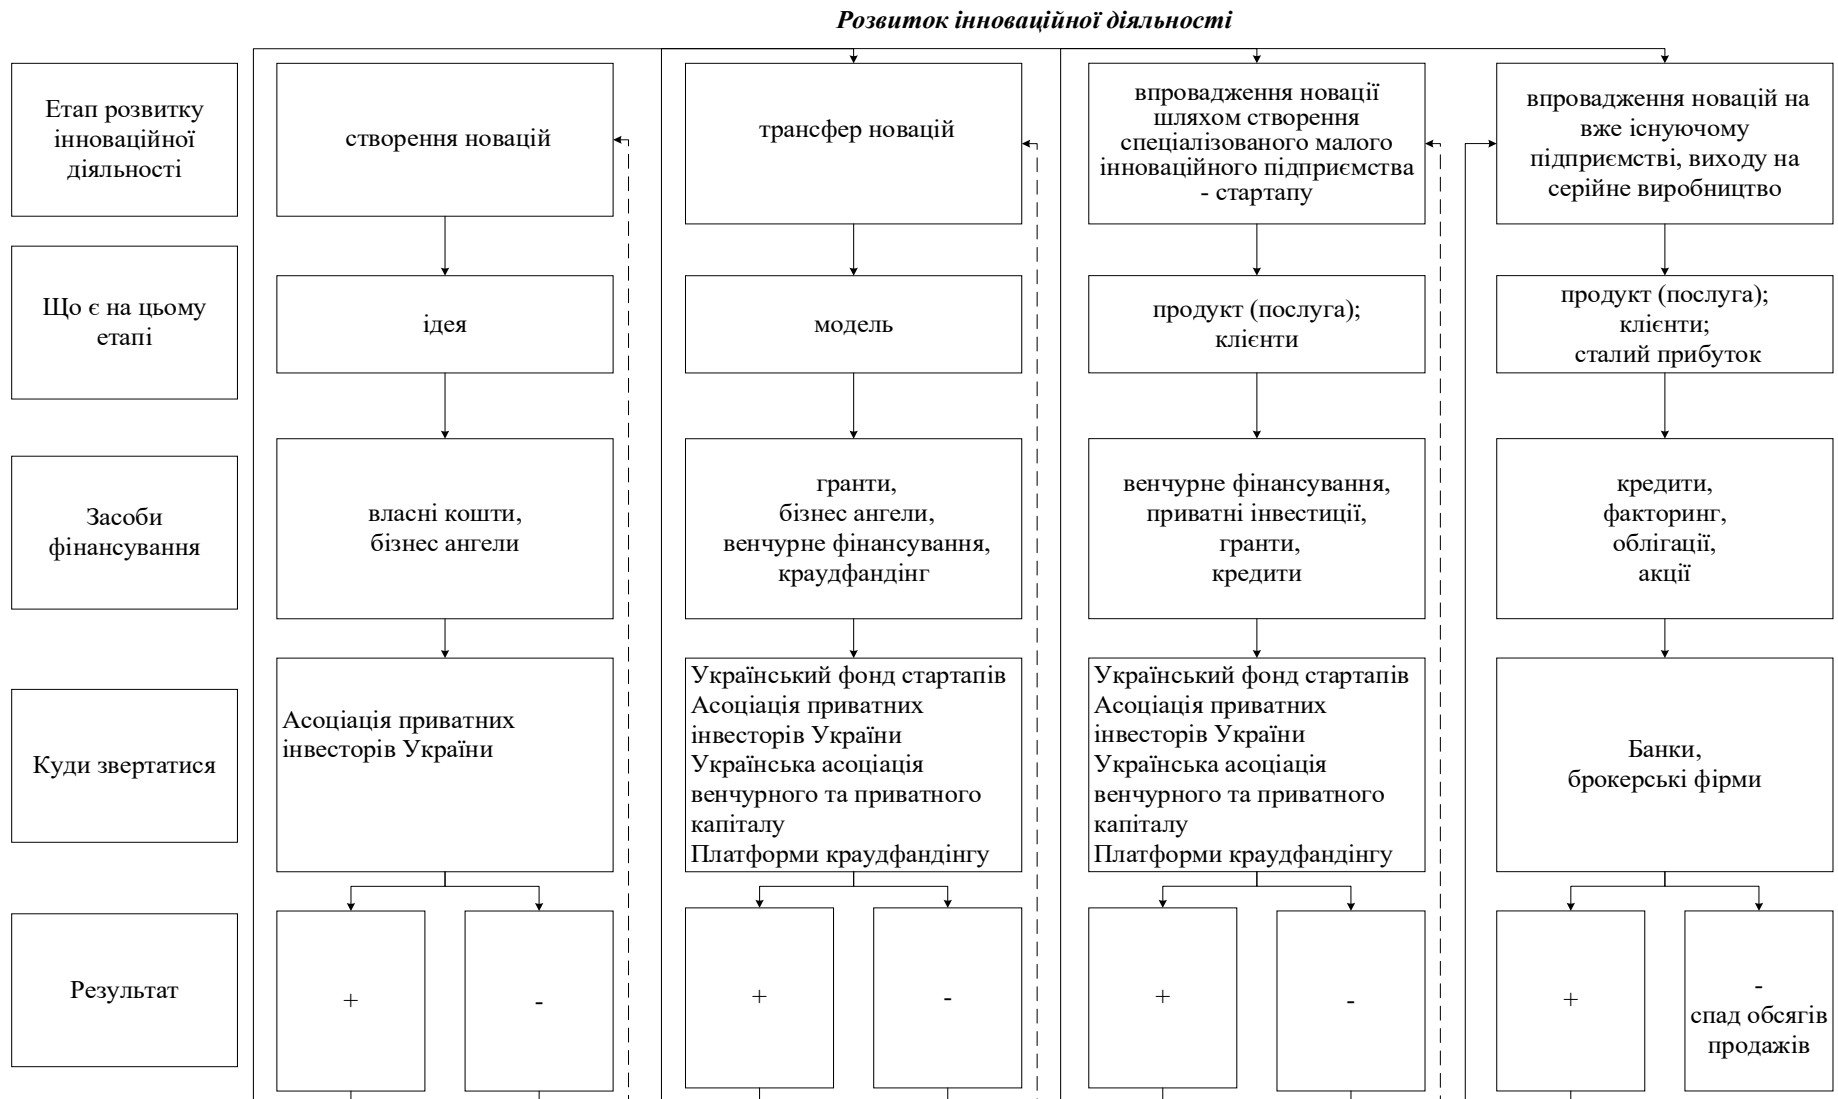 Розвиток інноваційної діяльності
Етап розвитку
інноваційної
діяльності
створення новацій
трансфер новацій
впровадження новації
шляхом створення
спеціалізованого малого
інноваційного підприємства
- стартапу
впровадження новацій на
вже існуючому
підприємстві, виходу на
серійне виробництво
Що є на цьому
етапі
ідея
модель
продукт (послуга);
клієнти
продукт (послуга);
клієнти;
сталий прибуток
Засоби
фінансування
власні кошти,
бізнес ангели
гранти,
бізнес ангели,
венчурне фінансування,
краудфандінг
венчурне фінансування,
приватні інвестиції,
гранти,
кредити
кредити,
факторинг,
облігації,
акції
Куди звертатися
Асоціація приватних
інвесторів України
Український фонд стартапів
Асоціація приватних
інвесторів України
Українська асоціація
венчурного та приватного
капіталу
Платформи краудфандінгу
Український фонд стартапів
Асоціація приватних
інвесторів України
Українська асоціація
венчурного та приватного
капіталу
Платформи краудфандінгу
Банки,
брокерські фірми
Результат
+
-
+
-
+
-
+
-
спад обсягів
продажів